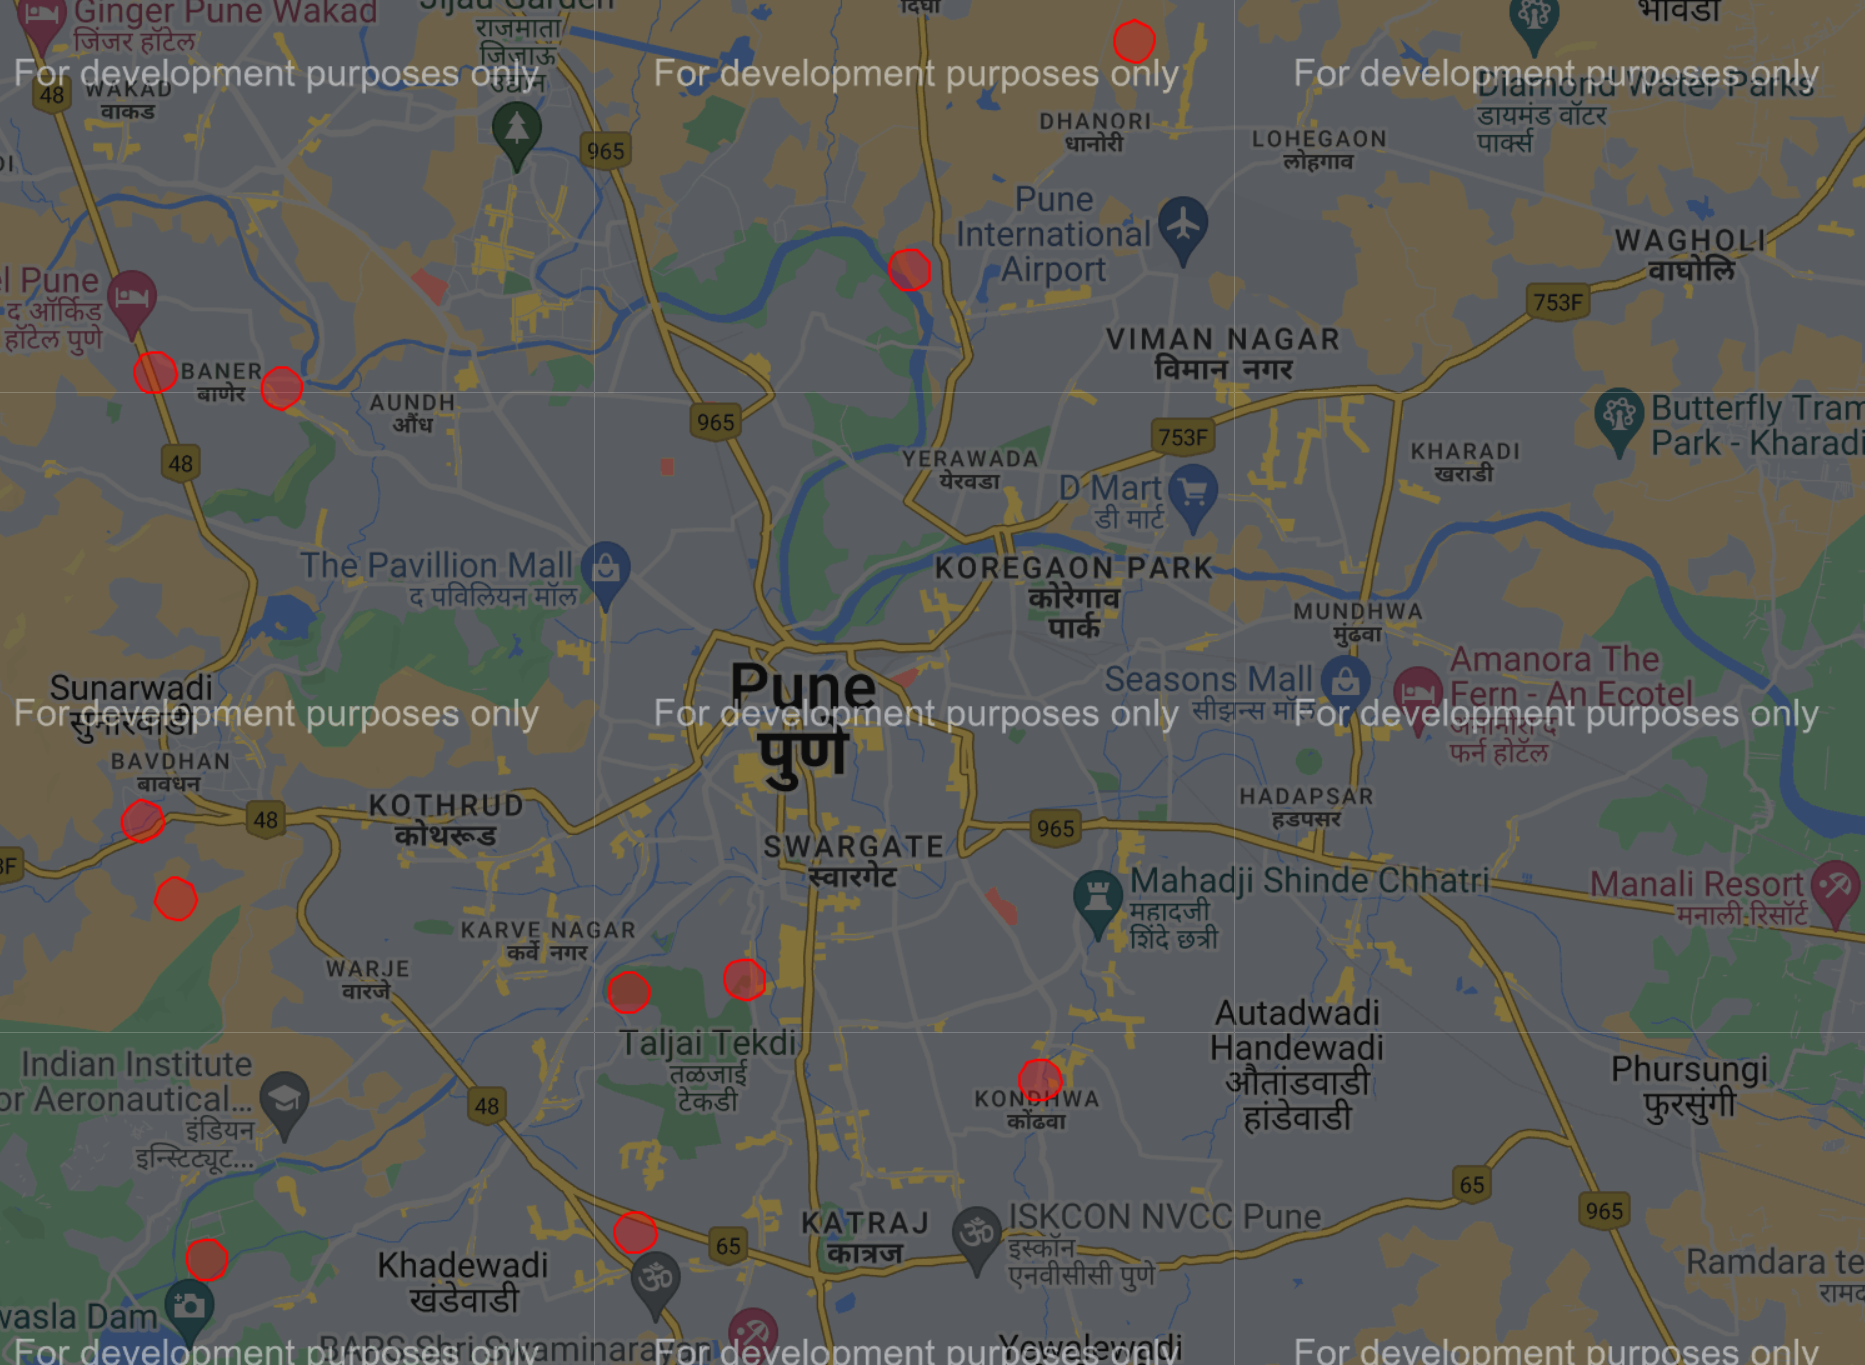 Ginger Pune Wakad
जिंजर हॉटेल
राजमाता
जिजाऊ
उद्यान
दिघी
भावडी
For development purposes only
For development purposes only
For development purposes only
48
WAKAD
वाकड
965
DHANORI
धानोरी
LOHEGAON
लोहगाव
Diamond Water Parks
डायमंड वॉटर
पार्क्स
Pune
International
Airport
WAGHOLI
वाघोलि
el Pune
द ऑर्किड
हॉटेल पुणे
753F
VIMAN NAGAR
विमान नगर
BANER
बाणेर
AUNDH
औंध
965
753F
Butterfly Tram
Park - Kharadi
48
YERAWADA
येरवडा
KHARADI
खराडी
D Mart
डी मार्ट
The Pavillion Mall
द पविलियन मॉल
KOREGAON PARK
कोरेगाव
पार्क
MUNDHWA
मुंढवा
Sunarwadi
सुनारवाडी
Pune
पुणे
Seasons Mall
सीझन्स मॉल
Amanora The
Fern - An Ecotel
अमानोरा द
फर्न हॉटेल
For development purposes only
For development purposes only
For development purposes only
BAVDHAN
बावधन
48
KOTHRUD
कोथरूड
HADAPSAR
हडपसर
965
SWARGATE
स्वारगेट
Mahadji Shinde Chhatri
महादजी
शिंदे छत्री
Manali Resort
मनाली रिसॉर्ट
KARVE NAGAR
कर्वे नगर
WARJE
वारजे
Taljai Tekdi
तळजाई
टेकडी
Autadwadi
Handewadi
औतांडवाडी
हांडेवाडी
Indian Institute
or Aeronautical...
इंडियन
इन्स्टिट्यूट...
48
KONDHWA
कोंढवा
Phursungi
फुरसुंगी
65
965
KATRAJ
कात्रज
65
ISKCON NVCC Pune
इस्कॉन
एनवीसीसी पुणे
Khadewadi
खंडेवाडी
Ramdara te
रामद
wasla Dam
BAPS Shri Swaminarayan
Yewalewadi
For development purposes only
For development purposes only
For development purposes only